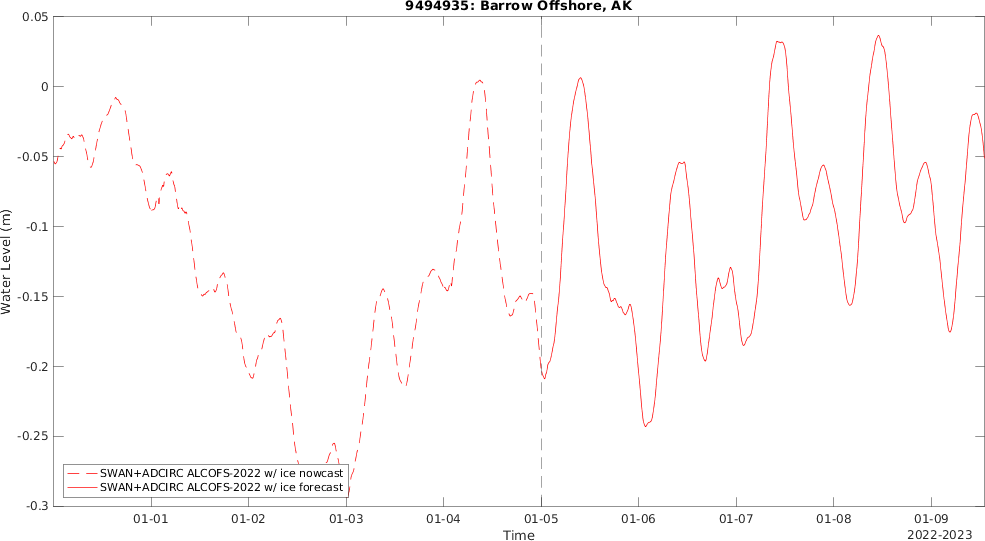 9494935: Barrow Offshore, AK
0.05
0
-0.05
-0.1
-0.15
-0.2
-0.25
-0.3
Water Level (m)
SWAN+ADCIRC ALCOFS-2022 w/ ice nowcast
SWAN+ADCIRC ALCOFS-2022 w/ ice forecast
01-01 01-02 01-03 01-04 01-05 01-06 01-07 01-08 01-09
Time
2022-2023